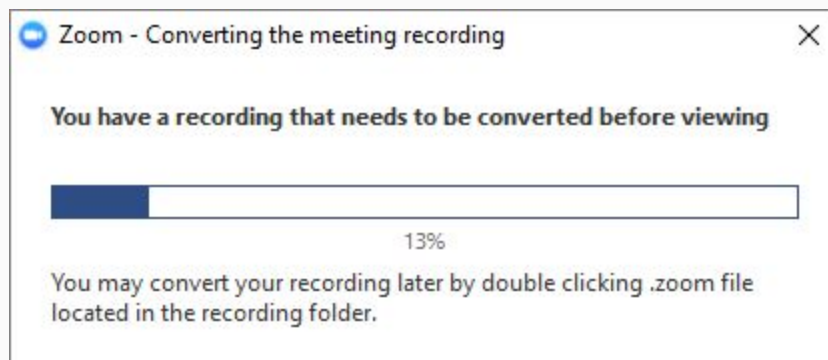 Zoom - Converting the meeting recording
You have a recording that needs to be converted before viewing
13%
You may convert your recording later by double clicking .zoom file
located in the recording folder.